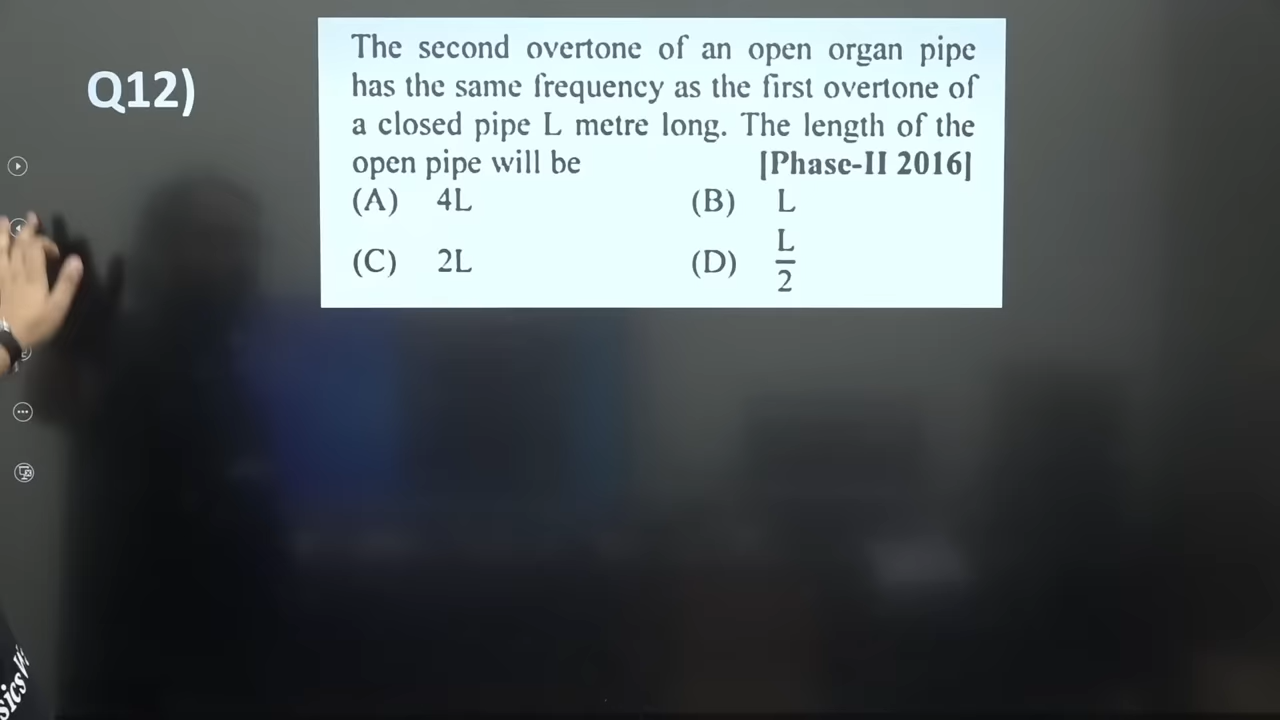 Q12)
The second overtone of an open organ pipe
has the same frequency as the first overtone of
a closed pipe L metre long. The length of the
open pipe will be [Phase-II 2016]
(A) 4L (B) L
(C) 2L (D) L/2